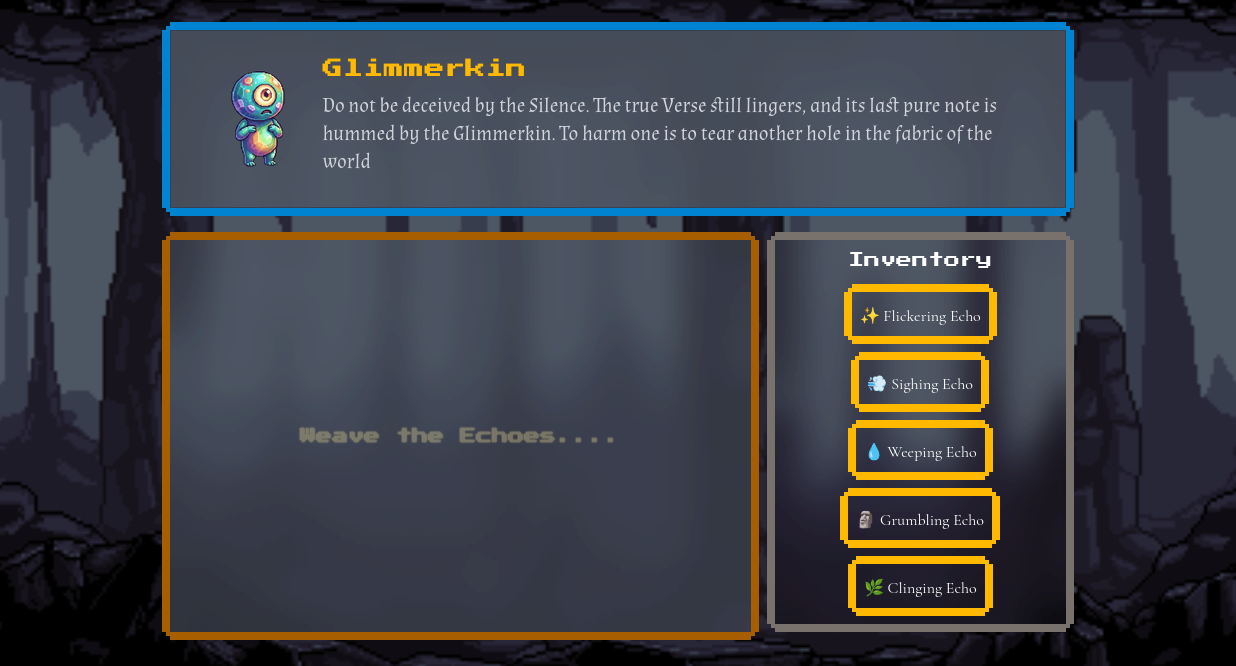 Glimmerkin
Do not be deceived by the Silence. The true Verse still lingers, and its last pure note is
hummed by the Glimmerkin. To harm one is to tear another hole in the fabric of the
world
Weave the Echoes....
Inventory
✨ Flickering Echo
💨 Sighing Echo
💧 Weeping Echo
🗿 Grumbling Echo
🌿 Clinging Echo